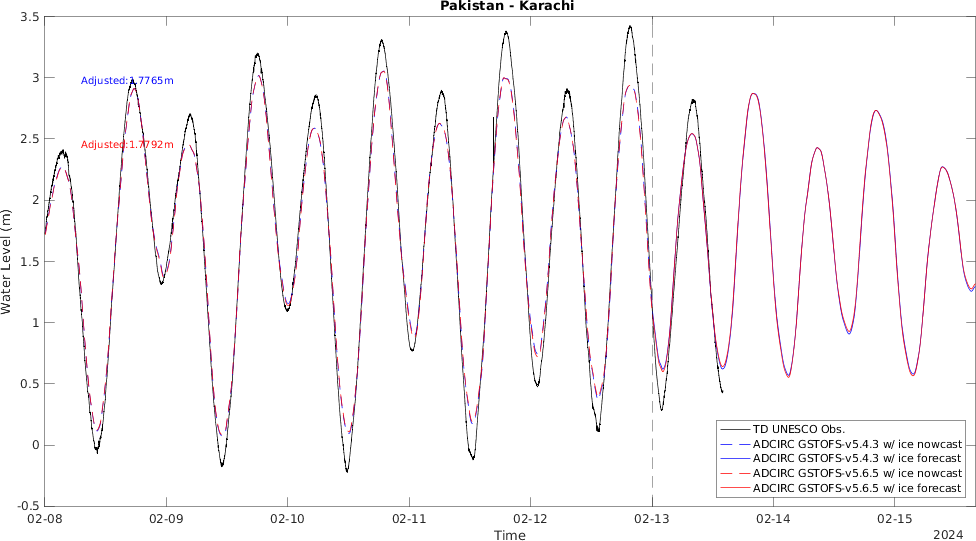 Pakistan - Karachi
3.5
3
2.5
2
1.5
1
0.5
0
-0.5
Water Level (m)
Adjusted:1.7765m
Adjusted:1.7792m
TD UNESCO Obs.
ADCIRC GSTOFS-v5.4.3 w/ ice nowcast
ADCIRC GSTOFS-v5.4.3 w/ ice forecast
ADCIRC GSTOFS-v5.6.5 w/ ice nowcast
ADCIRC GSTOFS-v5.6.5 w/ ice forecast
02-08 02-09 02-10 02-11 02-12 02-13 02-14 02-15
Time
2024